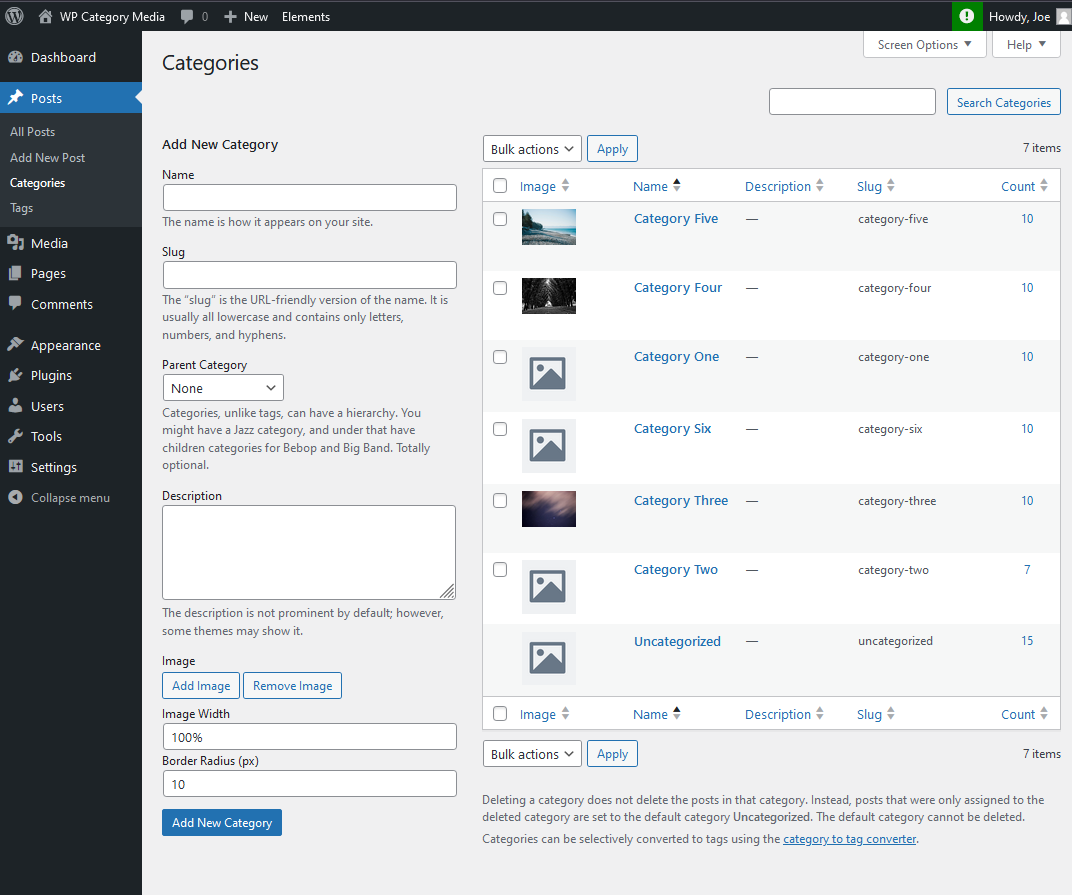 WP Category Media 0 New Elements Howdy, Joe
Screen Options Help
Dashboard
Posts
All Posts
Add New Post
Categories
Tags
Media
Pages
Comments
Appearance
Plugins
Users
Tools
Settings
Collapse menu
Categories
Search Categories
Add New Category
Name
The name is how it appears on your site.
Slug
The “slug” is the URL-friendly version of the name. It is
usually all lowercase and contains only letters,
numbers, and hyphens.
Parent Category
None
Categories, unlike tags, can have a hierarchy. You
might have a Jazz category, and under that have
children categories for Bebop and Big Band. Totally
optional.
Description
The description is not prominent by default; however,
some themes may show it.
Image
Add Image Remove Image
Image Width
100%
Border Radius (px)
10
Add New Category
Bulk actions Apply 7 items
Image Name Description Slug Count
Category Five — category-five 10
Category Four — category-four 10
Category One — category-one 10
Category Six — category-six 10
Category Three — category-three 10
Category Two — category-two 7
Uncategorized — uncategorized 15
Image Name Description Slug Count
Bulk actions Apply 7 items
Deleting a category does not delete the posts in that category. Instead, posts that were only assigned to the
deleted category are set to the default category Uncategorized. The default category cannot be deleted.
Categories can be selectively converted to tags using the category to tag converter.